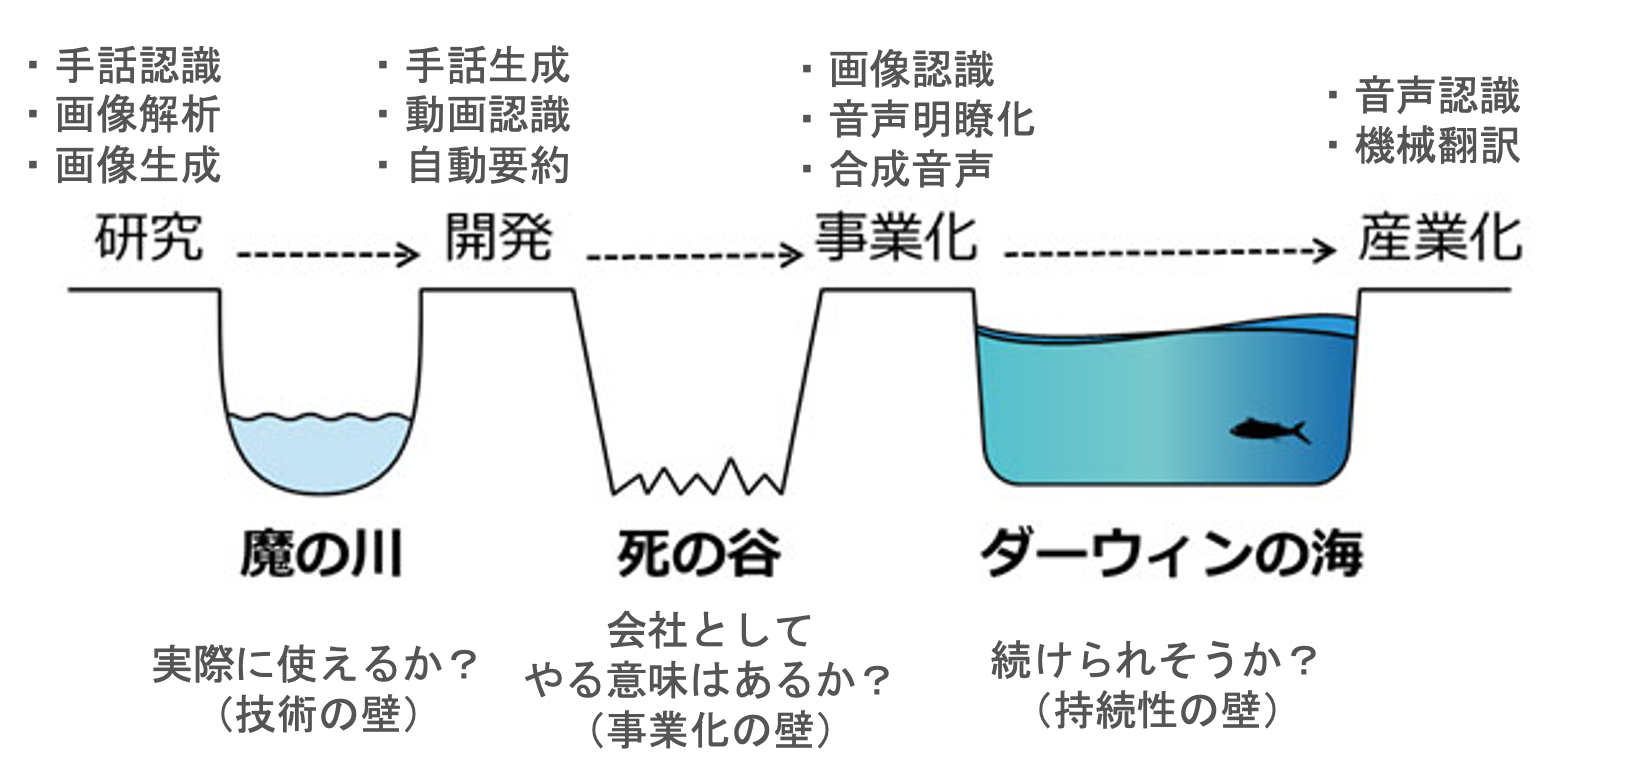 ・手話認識
・画像解析
・画像生成
・手話生成
・動画認識
・自動要約
・画像認識
・音声明瞭化
・合成音声
・音声認識
・機械翻訳
研究
開発
事業化
産業化
魔の川
死の谷
ダーウィンの海
実際に使えるか？
（技術の壁）
会社として
やる意味はあるか？
（事業化の壁）
続けられそうか？
（持続性の壁）